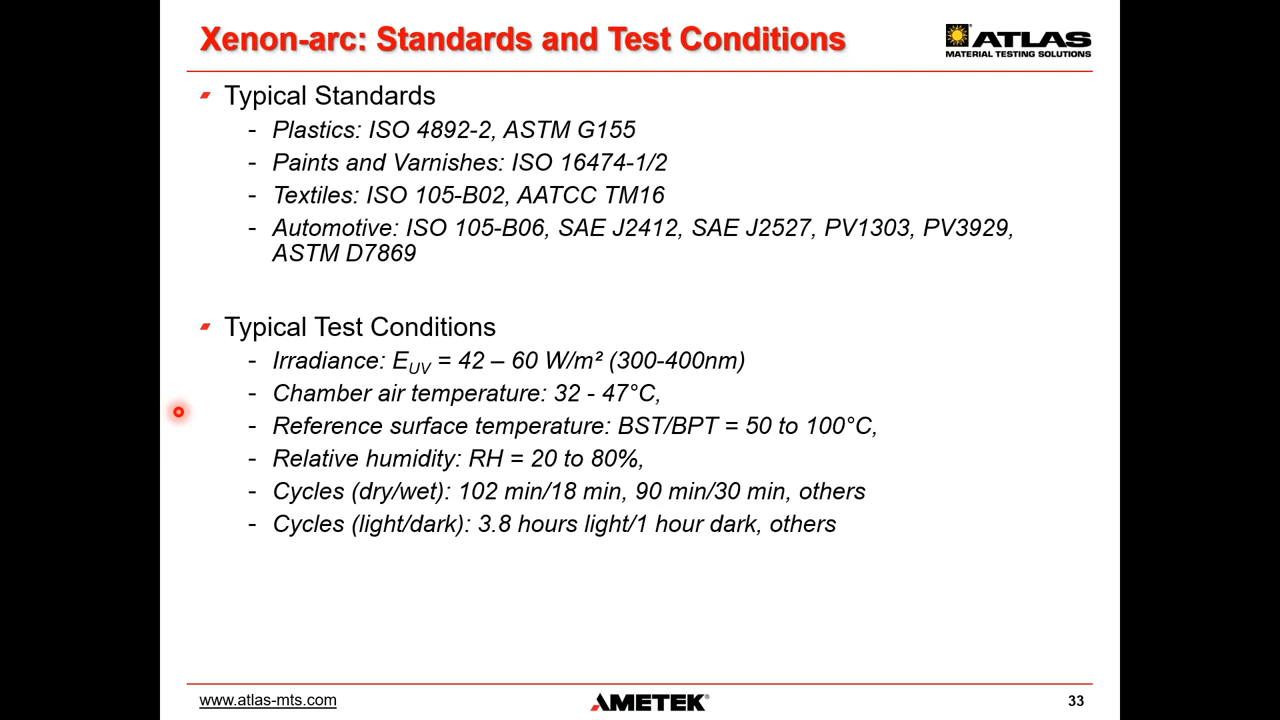 Xenon-arc: Standards and Test Conditions
ATLAS
MATERIAL TESTING SOLUTIONS
Typical Standards
- Plastics: ISO 4892-2, ASTM G155
- Paints and Varnishes: ISO 16474-1/2
- Textiles: ISO 105-B02, AATCC TM16
- Automotive: ISO 105-B06, SAE J2412, SAE J2527, PV1303, PV3929,
ASTM D7869
Typical Test Conditions
- Irradiance: E_UV = 42 – 60 W/m² (300-400nm)
- Chamber air temperature: 32 - 47°C,
- Reference surface temperature: BST/BPT = 50 to 100°C,
- Relative humidity: RH = 20 to 80%,
- Cycles (dry/wet): 102 min/18 min, 90 min/30 min, others
- Cycles (light/dark): 3.8 hours light/1 hour dark, others
www.atlas-mts.com
AMETEK®
33